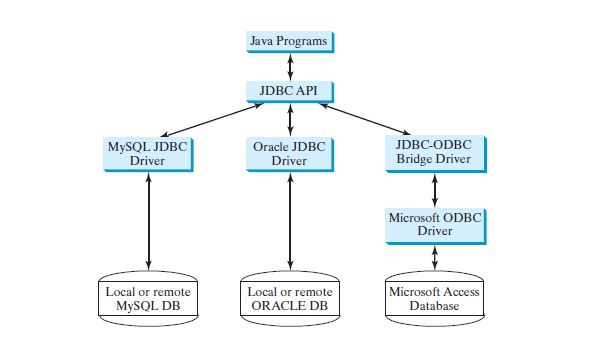 Java Programs
JDBC API
MySQL JDBC
Driver
Oracle JDBC
Driver
JDBC-ODBC
Bridge Driver
Microsoft ODBC
Driver
Local or remote
MySQL DB
Local or remote
ORACLE DB
Microsoft Access
Database